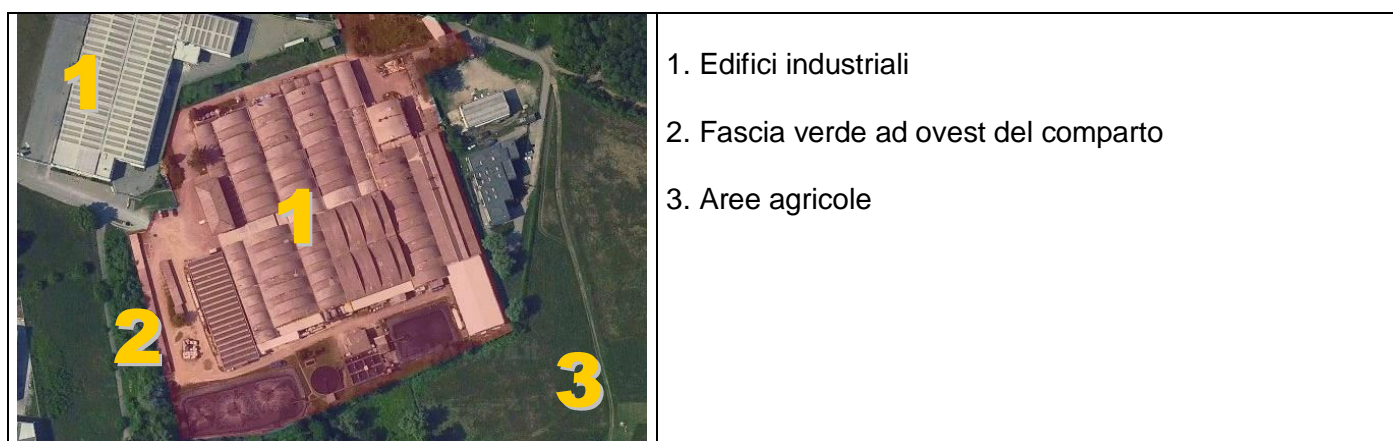 1
1
2
3
1. Edifici industriali
2. Fascia verde ad ovest del comparto
3. Aree agricole